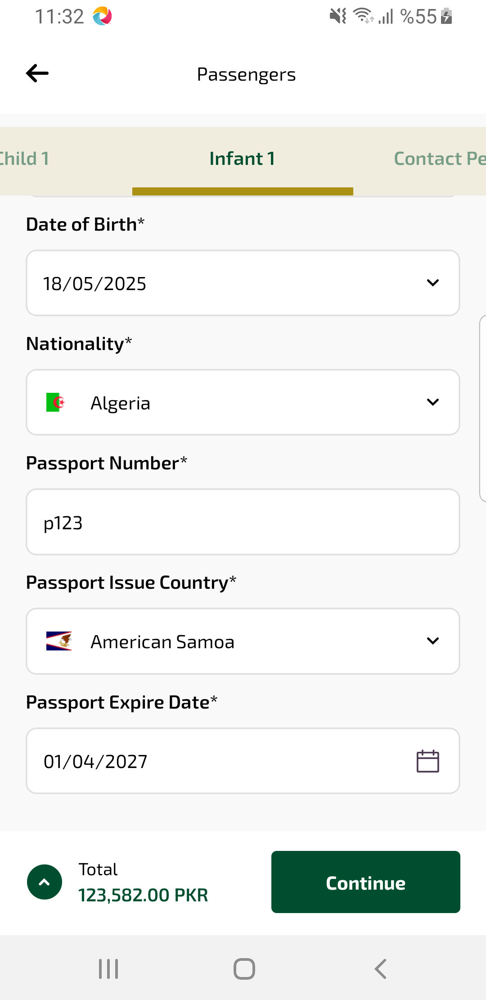 11:32
%55
Passengers
Child 1
Infant 1
Contact Pe
Date of Birth*
18/05/2025
Nationality*
Algeria
Passport Number*
p123
Passport Issue Country*
American Samoa
Passport Expire Date*
01/04/2027
Total
123,582.00 PKR
Continue